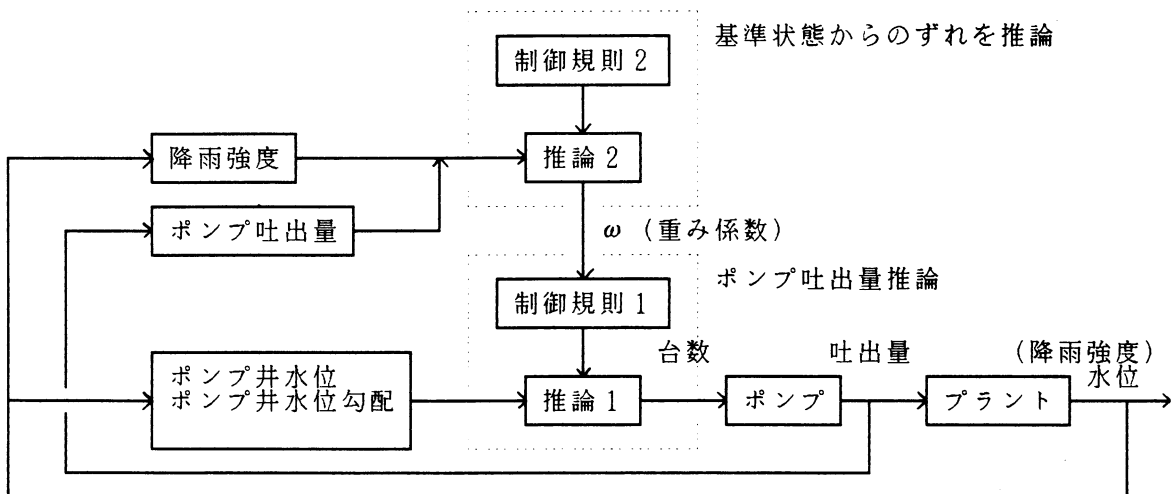 基準状態からのずれを推論
制御規則2
降雨強度
推論2
ポンプ吐出量
ω（重み係数）
ポンプ吐出量推論
制御規則1
台数
吐出量
（降雨強度）
水位
ポンプ井水位
ポンプ井水位勾配
推論1
ポンプ
プラント